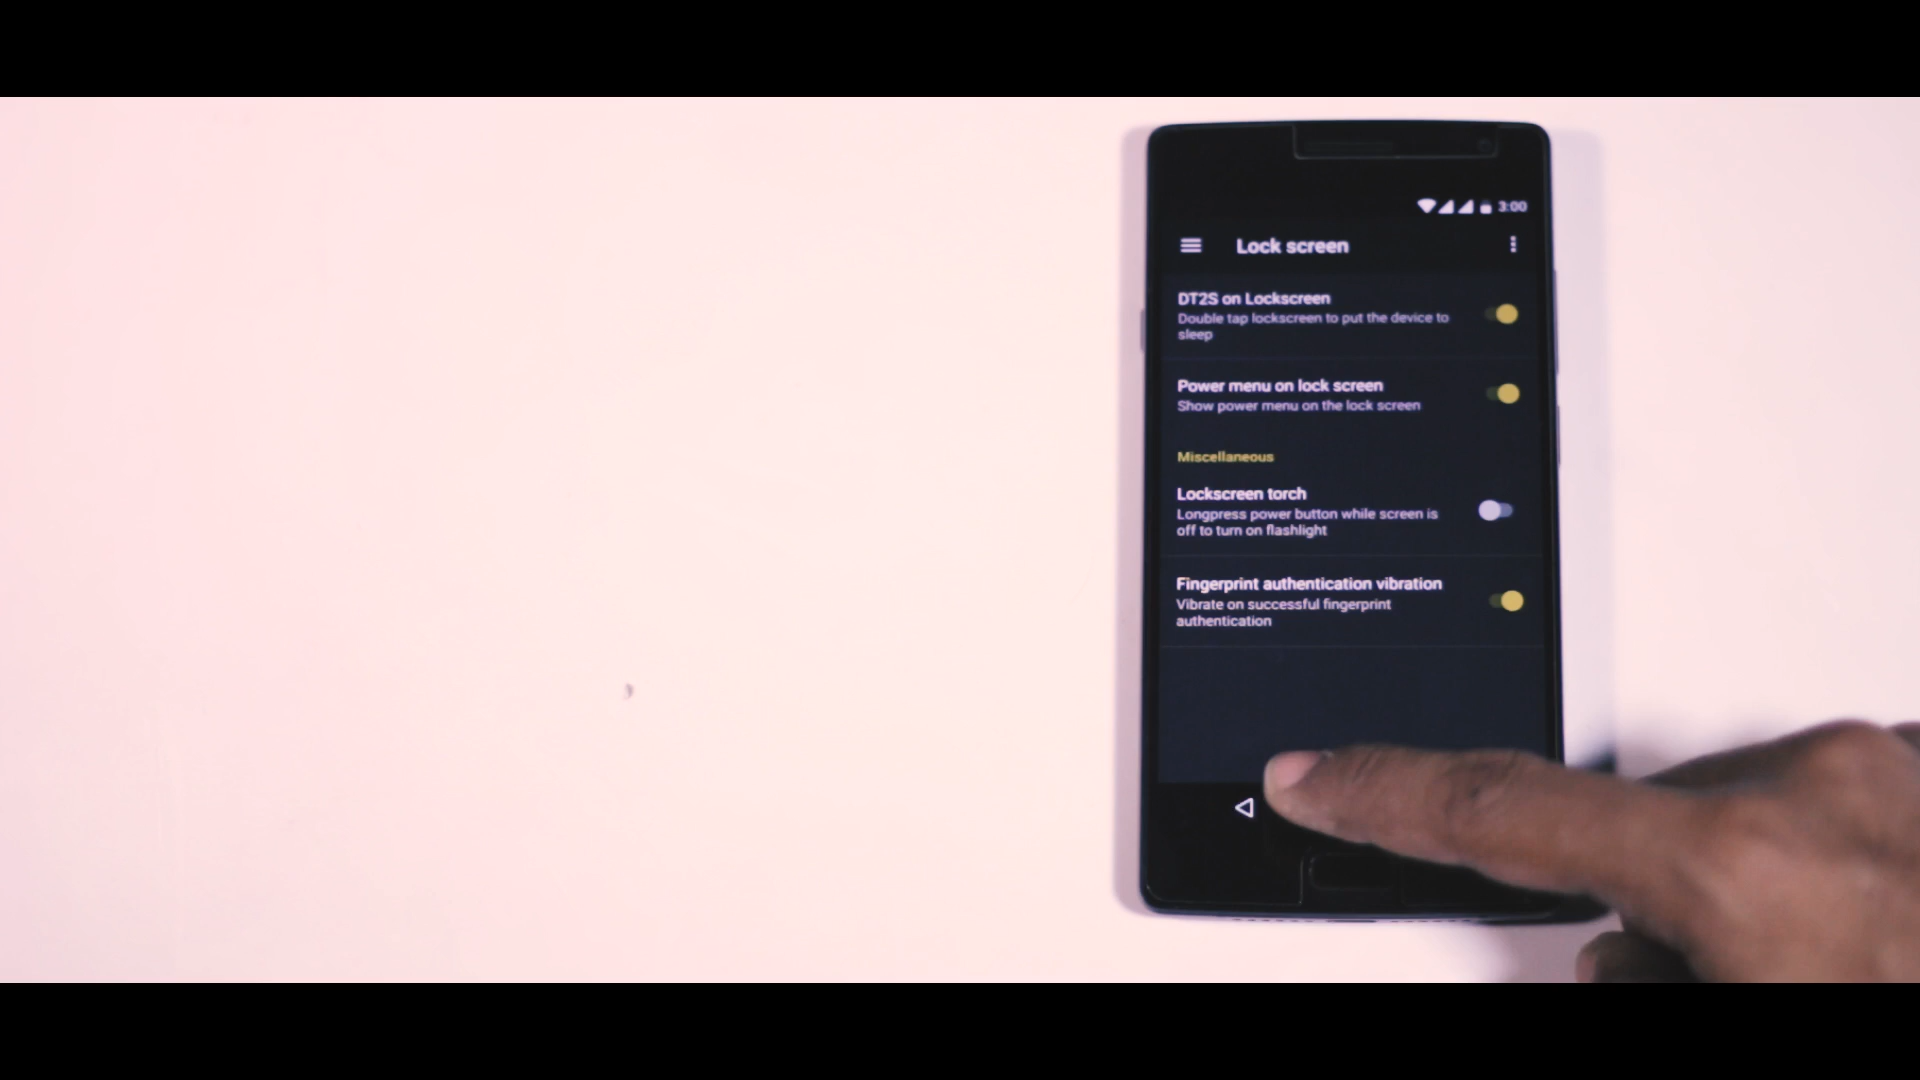 3:00
Lock screen
DT2S on Lockscreen
Double tap lockscreen to put the device to
sleep
Power menu on lock screen
Show power menu on the lock screen
Miscellaneous
Lockscreen torch
Longpress power button while screen is
off to turn on flashlight
Fingerprint authentication vibration
Vibrate on successful fingerprint
authentication